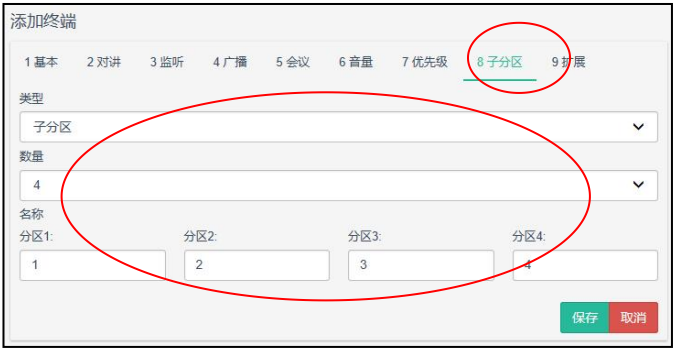 添加终端
1 基本 2 对讲 3 监听 4 广播 5 会议 6 音量 7 优先级 8 子分区 9 扩展
类型
子分区
数量
4
名称
分区1: 分区2: 分区3: 分区4:
1 2 3 4
保存 取消